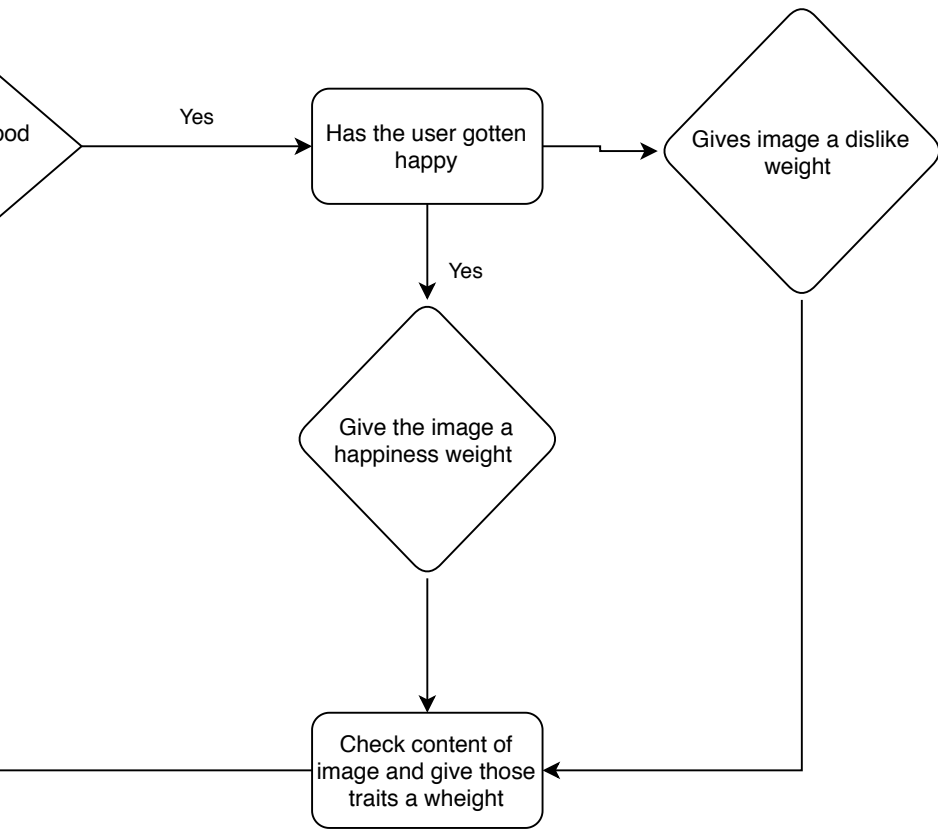 Yes
Has the user gotten
happy
Gives image a dislike
weight
Yes
Give the image a
happiness weight
Check content of
image and give those
traits a wheight